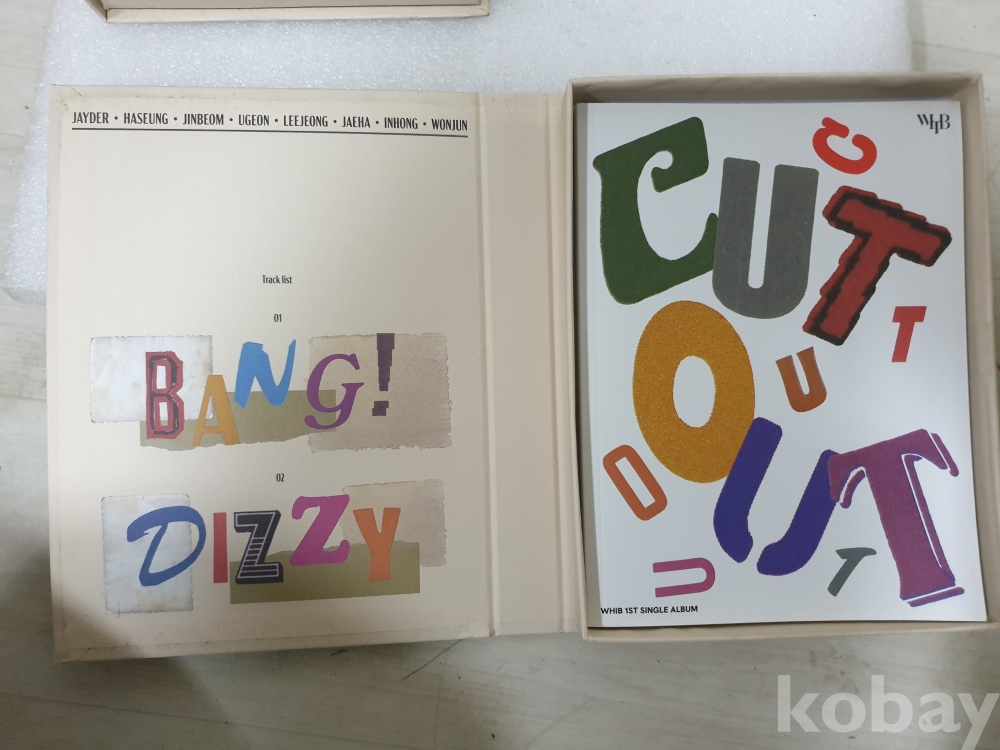 JAYDER • HASEUNG • JINBEOM • UGEON • LEEJEONG • JAEHA • INHONG • WONJUN
Track list
01
BANG!
02
DIZZY
WHIB
C
CUT
T
U
OUT
O
U
T
WHIB 1ST SINGLE ALBUM
kobay